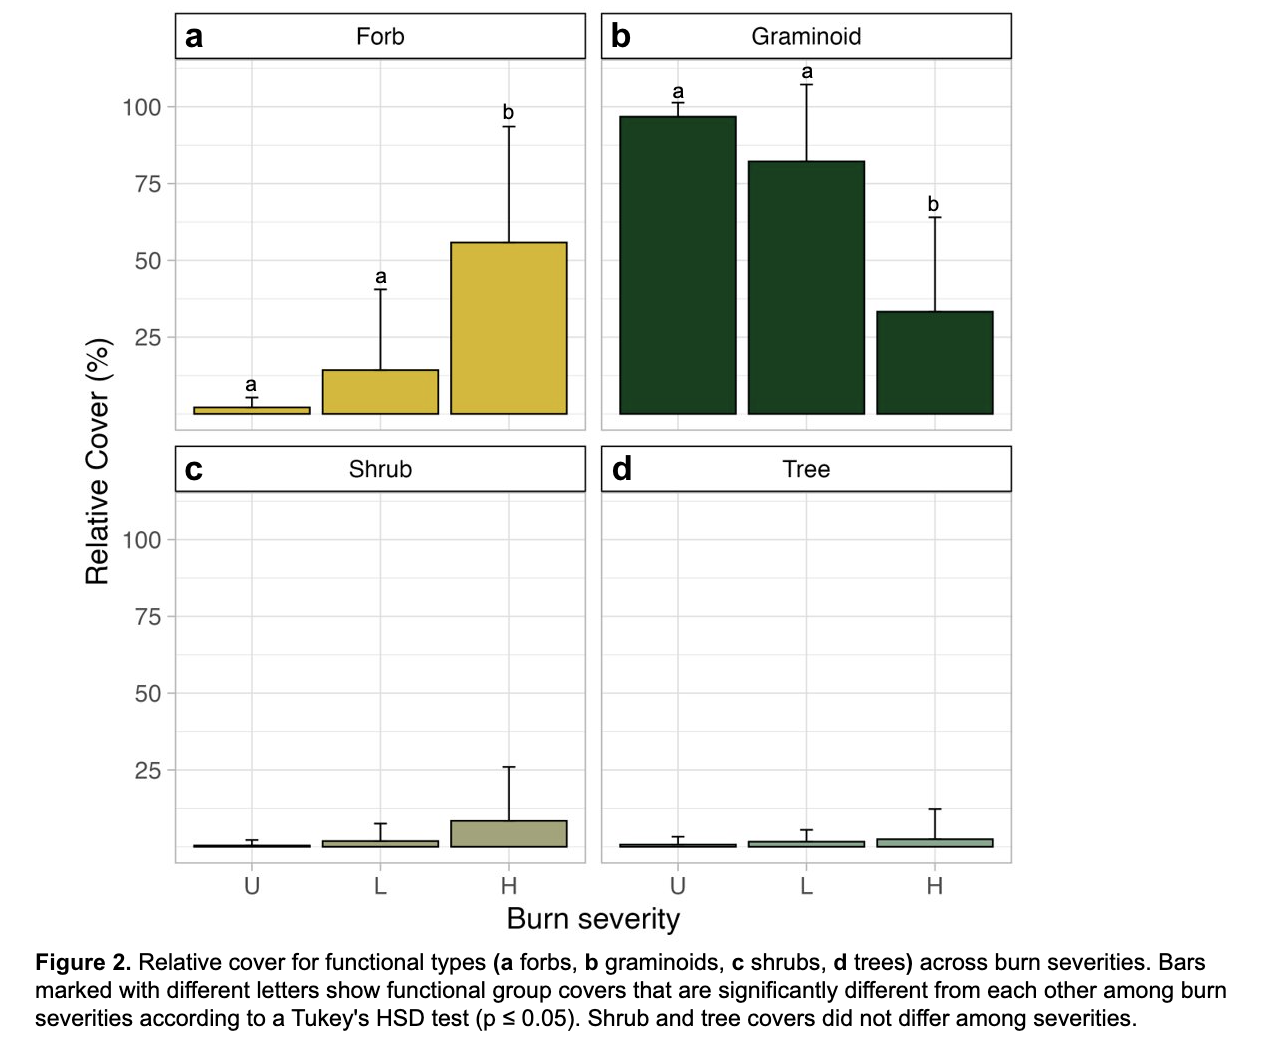 a Forb
b Graminoid
a
a
b
a
a
b
100
75
50
25
c Shrub
d Tree
100
75
50
25
Relative Cover (%)
U L H
U L H
Burn severity
Figure 2. Relative cover for functional types (a forbs, b graminoids, c shrubs, d trees) across burn severities. Bars
marked with different letters show functional group covers that are significantly different from each other among burn
severities according to a Tukey's HSD test (p ≤ 0.05). Shrub and tree covers did not differ among severities.